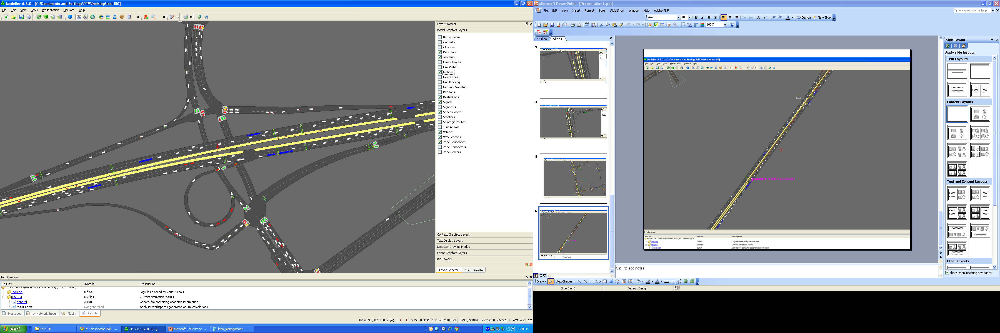 Modeller 6.6.0 : [C:\Documents and Settings\PTV\Desktop\test I80]
File Edit View Tools Presentation Simulate Help
Layer Selector
Model Graphics Layers
Barred Turns
Carparks
Closures
Detectors
Incidents
Lane Choices
Link Visibility
Midlines
Next Lanes
Non Blocking
Network Skeleton
PT Stops
Restrictions
Signals
Signposts
Speed Controls
Stoplines
Strategic Routes
Turn Arrows
Vehicles
VMS Beacons
Zone Boundaries
Zone Connectors
Zone Sectors
Context Graphics Layers
Text Display Layers
Detector Drawing Modes
Editor Graphics Layers
API Layers
Layer Selector Editor Palette
Info Browser
Results Details Description
Results for C:/Documents and Settings/PTV/Desktop/te...
Tool Log 0 files Log files created by various tools
run-003 66 files Current simulation results
general 30 KB General file containing economic information
results.aws Not generated Analyser workspace (generated on sim completion)
Messages 14 Network Errors Plugins Results
02:28:30 / 07:00:00 (2/6) 5 TS 0 ITSP 100 % 2.04 xRT 8938 / 93409 X:-2193.0 Y:63978.1 AON + P CO
start test I80 DKS Associates Mail - ... Modeller 6.6.0 : [C:\... Microsoft PowerPoint ... lane_management - ... 4:30 PM
Microsoft PowerPoint - [Presentation1.ppt]
File Edit View Insert Format Tools Slide Show Window Help Adobe PDF Type a question for help
Arial 18 B I U S A A A Design New Slide
100%
Outline Slides
3
4
5
6
Modeller 6.6.0 : [C:\Documents and Settings\PTV\Desktop\test I80]
File Edit View Tools Presentation Simulate Help
Info Browser
Results Details Description
Results for C:/Documents and Settings/PTV/Desktop/te...
Tool Log 0 files Log files created by various tools
run-003 66 files Current simulation results
general 30 KB General file containing economic information
Click to add notes
Slide Layout
Apply slide layout:
Text Layouts
Content Layouts
Text and Content Layouts
Other Layouts
Show when inserting new slides
Draw AutoShapes
Slide 6 of 6 Default Design